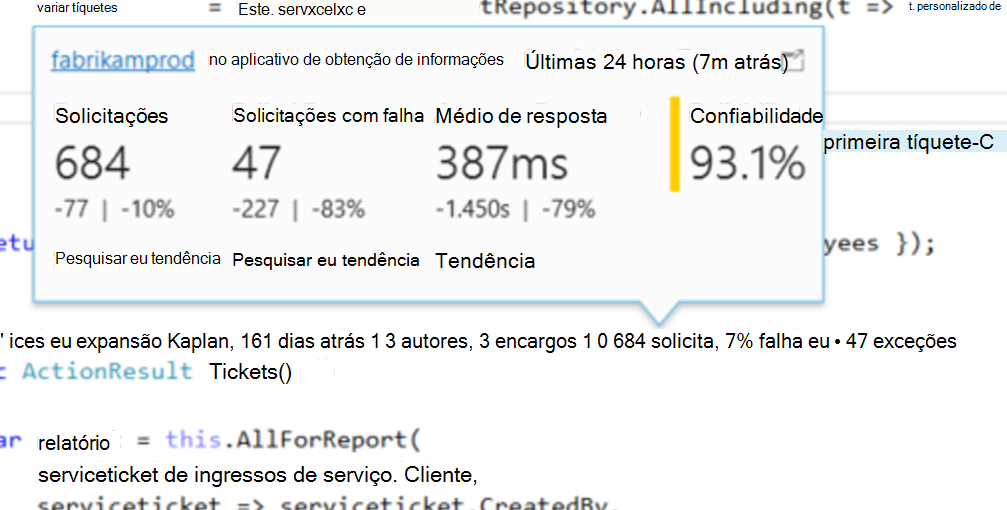 variar tíquetes = Este. servxcelxc e tRepository.AllIncluding(t => t. personalizado de
fabrikamprod no aplicativo de obtenção de informações Últimas 24 horas (7m atrás)
Solicitações Solicitações com falha Médio de resposta Confiabilidade
primeira tíquete-C
684 47 387ms 93.1%
-77 | -10% -227 | -83% -1.450s | -79%
etu yees });
Pesquisar eu tendência Pesquisar eu tendência Tendência
' ices eu expansão Kaplan, 161 dias atrás 1 3 autores, 3 encargos 1 0 684 solicita, 7% falha eu • 47 exceções
c ActionResult Tickets()
ar relatório = this.AllForReport(
serviceticket de ingressos de serviço. Cliente,
serviceticket => serviceticket.CreatedBy,